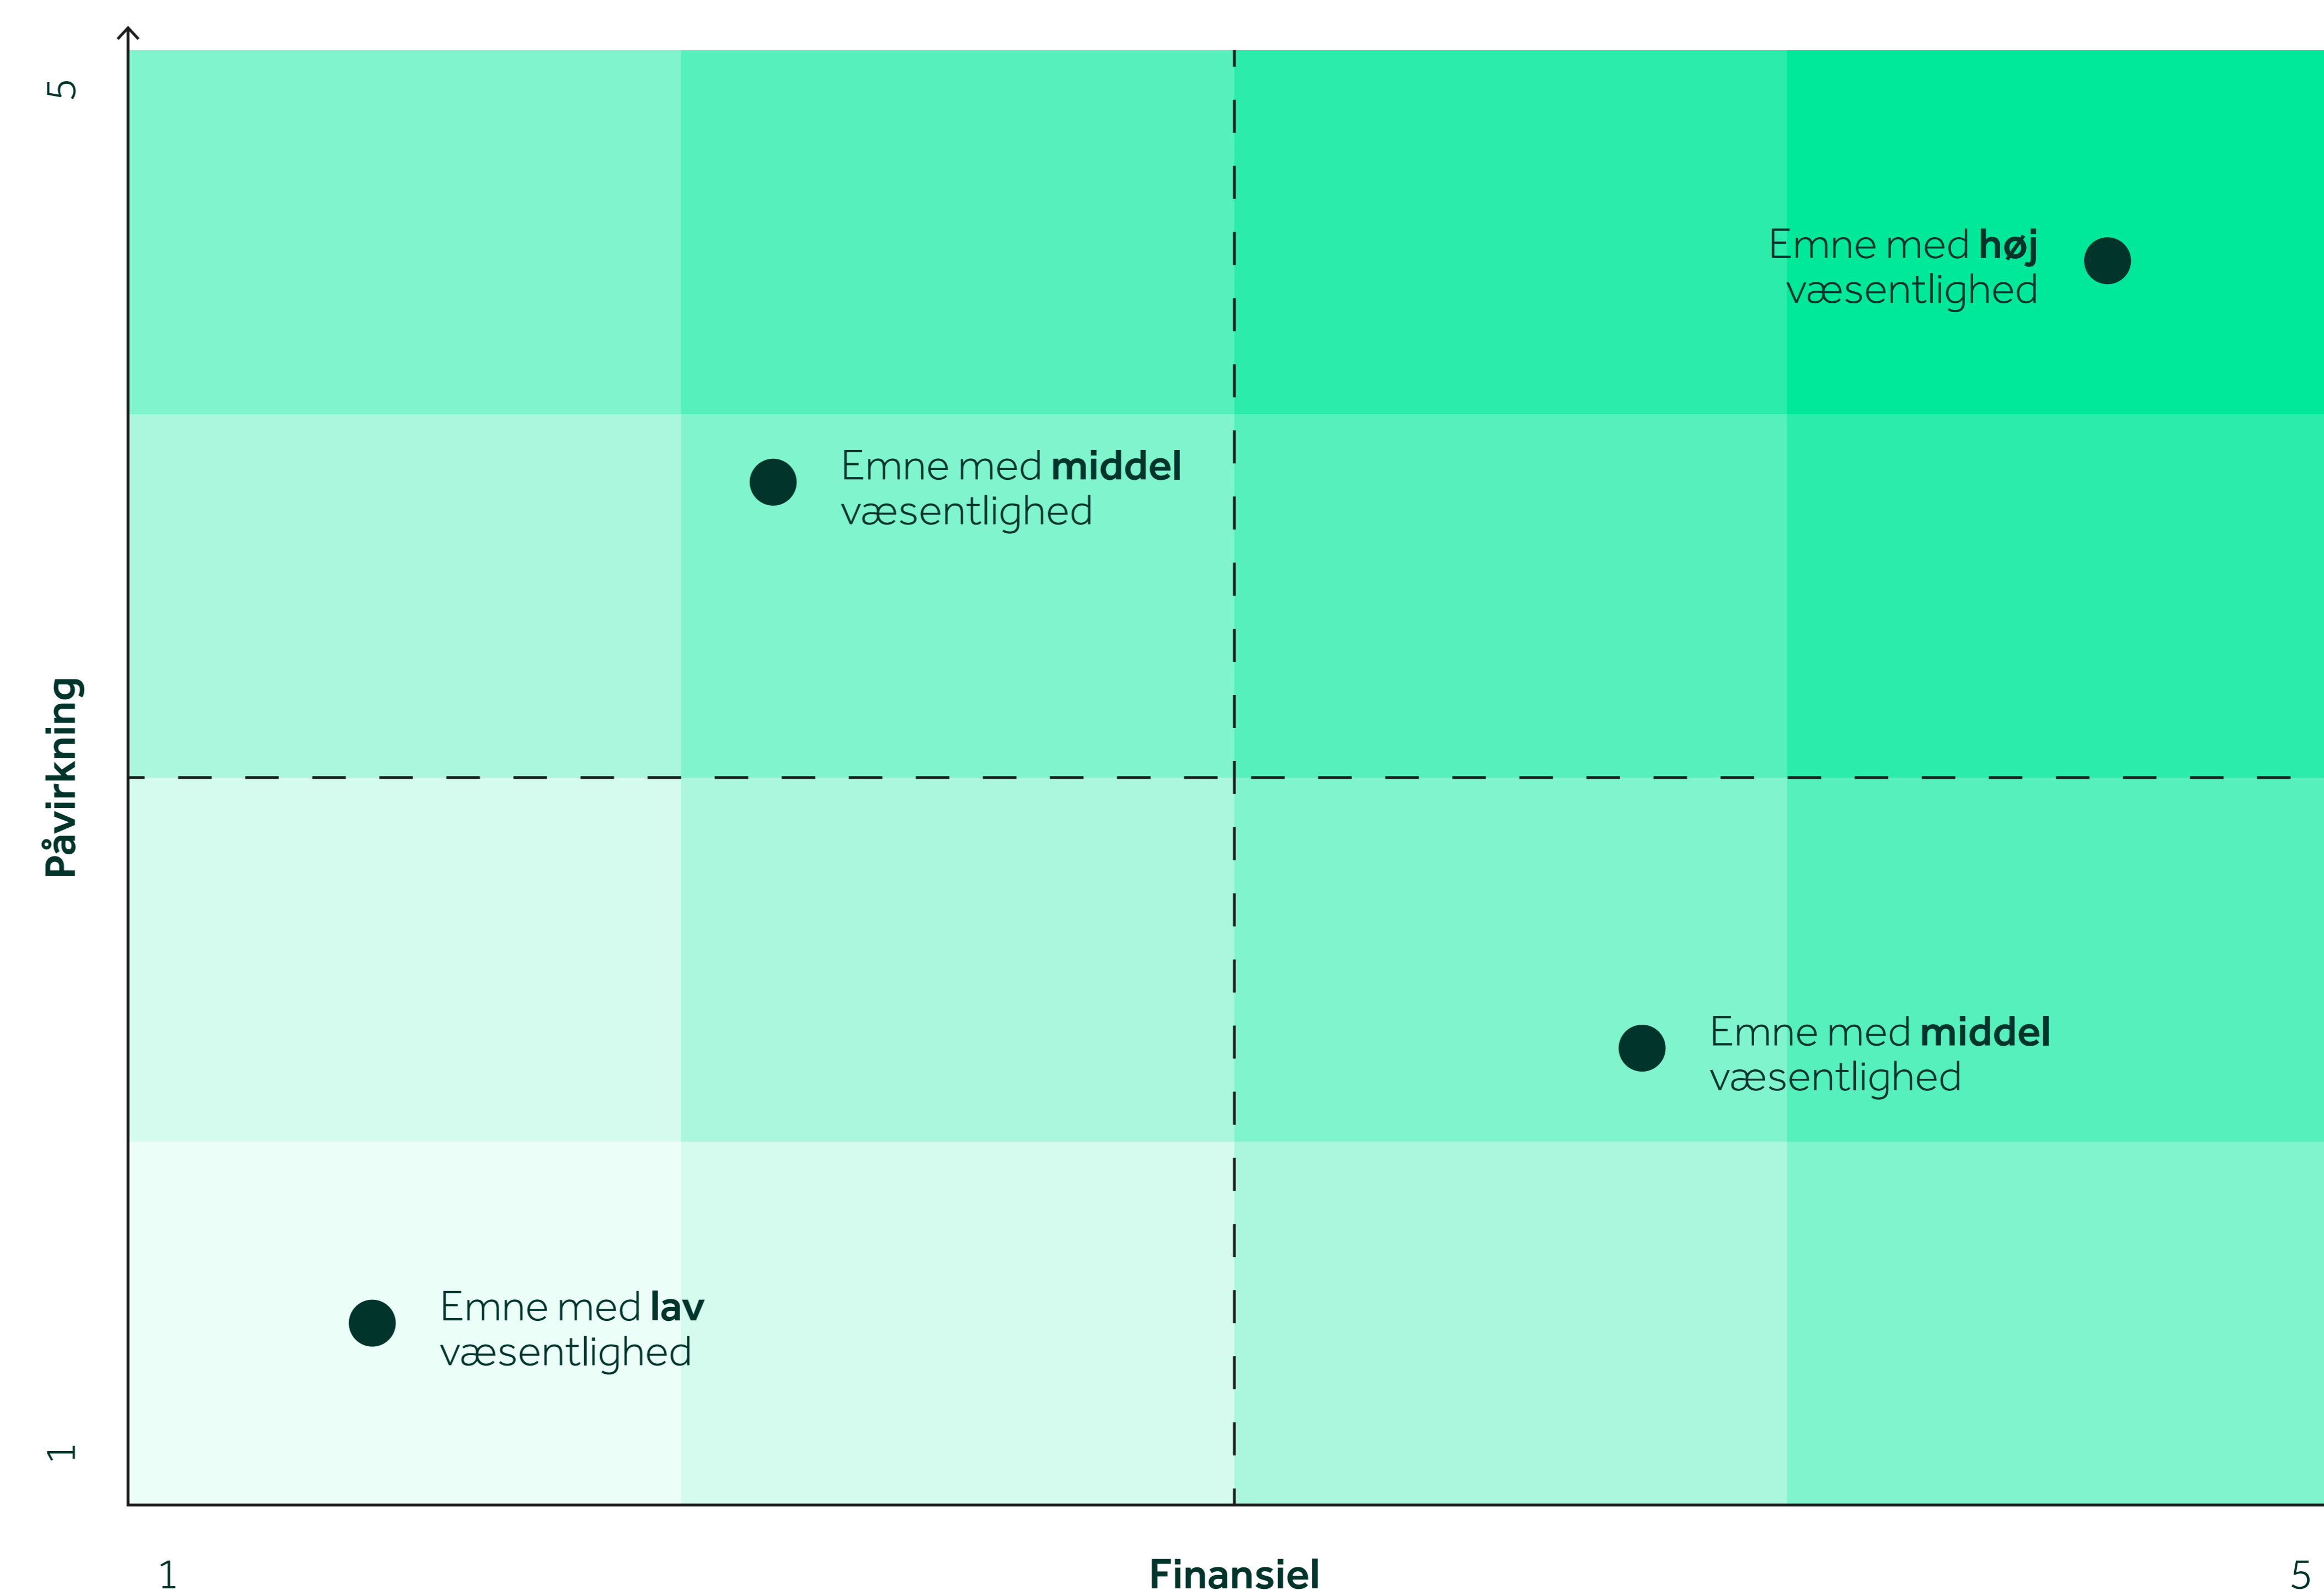 5
Emne med høj
væsentlighed
Emne med middel
væsentlighed
Påvirkning
Emne med middel
væsentlighed
Emne med lav
væsentlighed
1
1
Finansiel
5